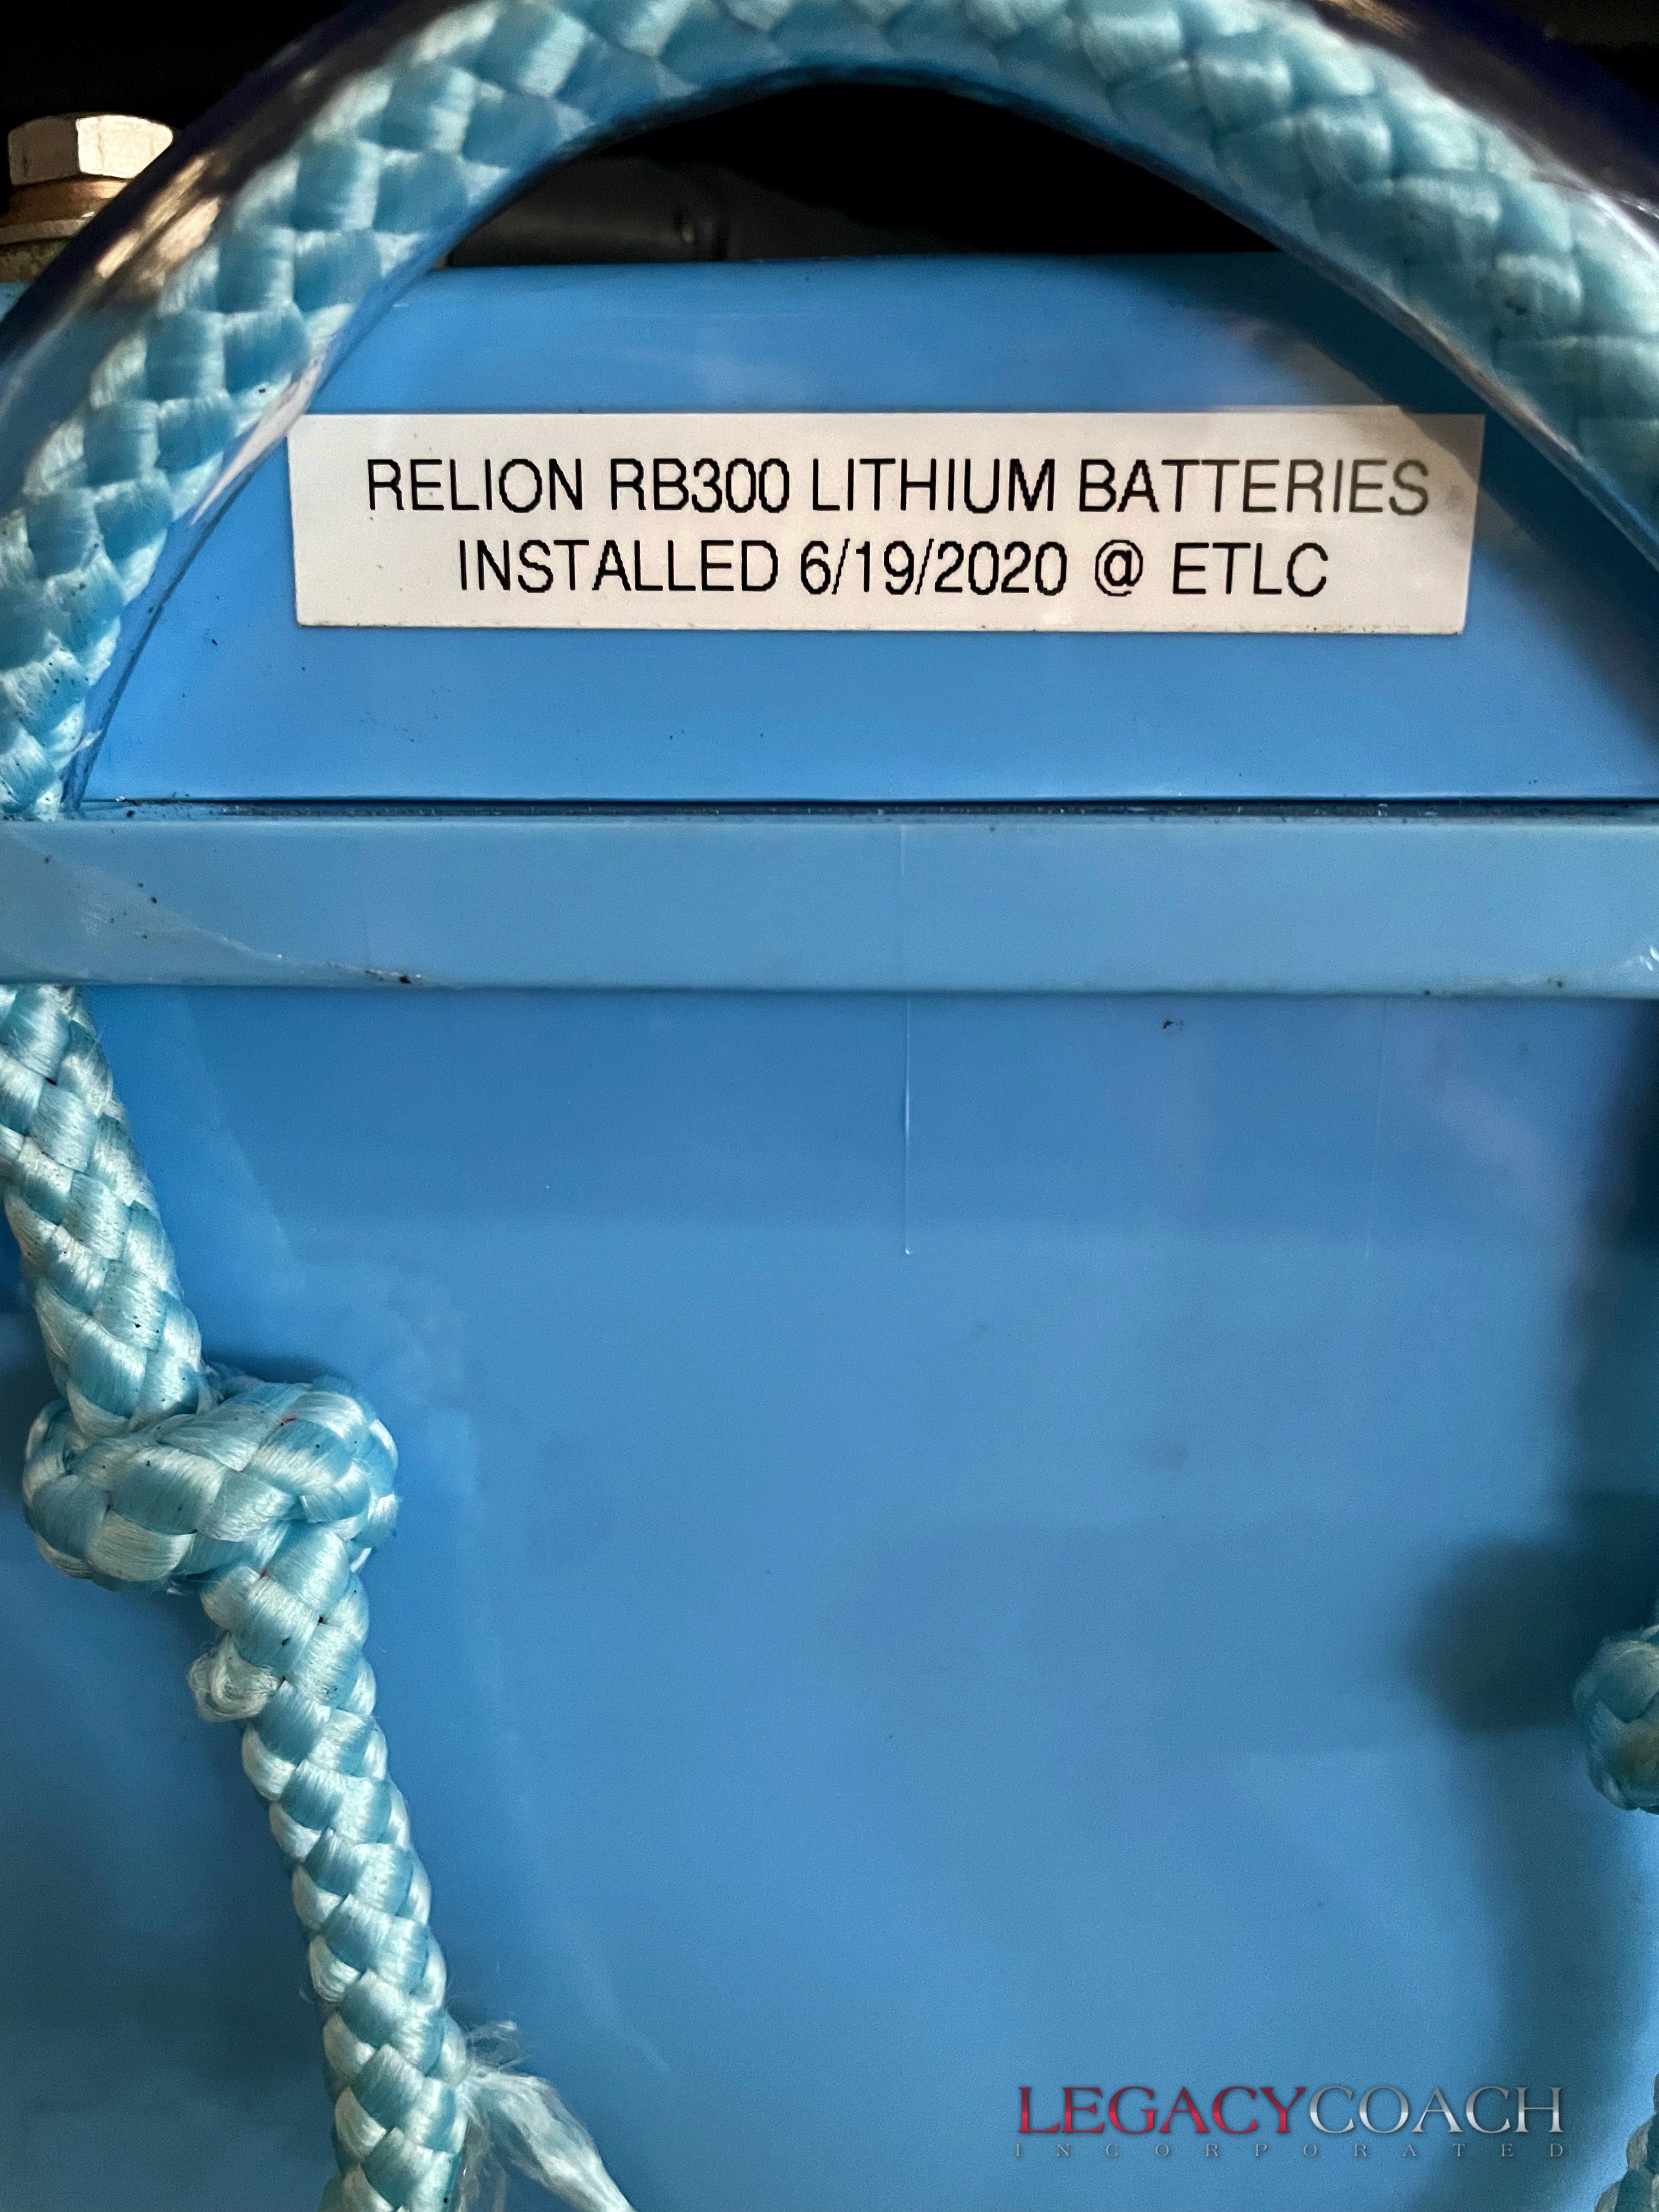 RELION RB300 LITHIUM BATTERIES
INSTALLED 6/19/2020 @ ETLC
LEGACYCOACH
INCORPORATED